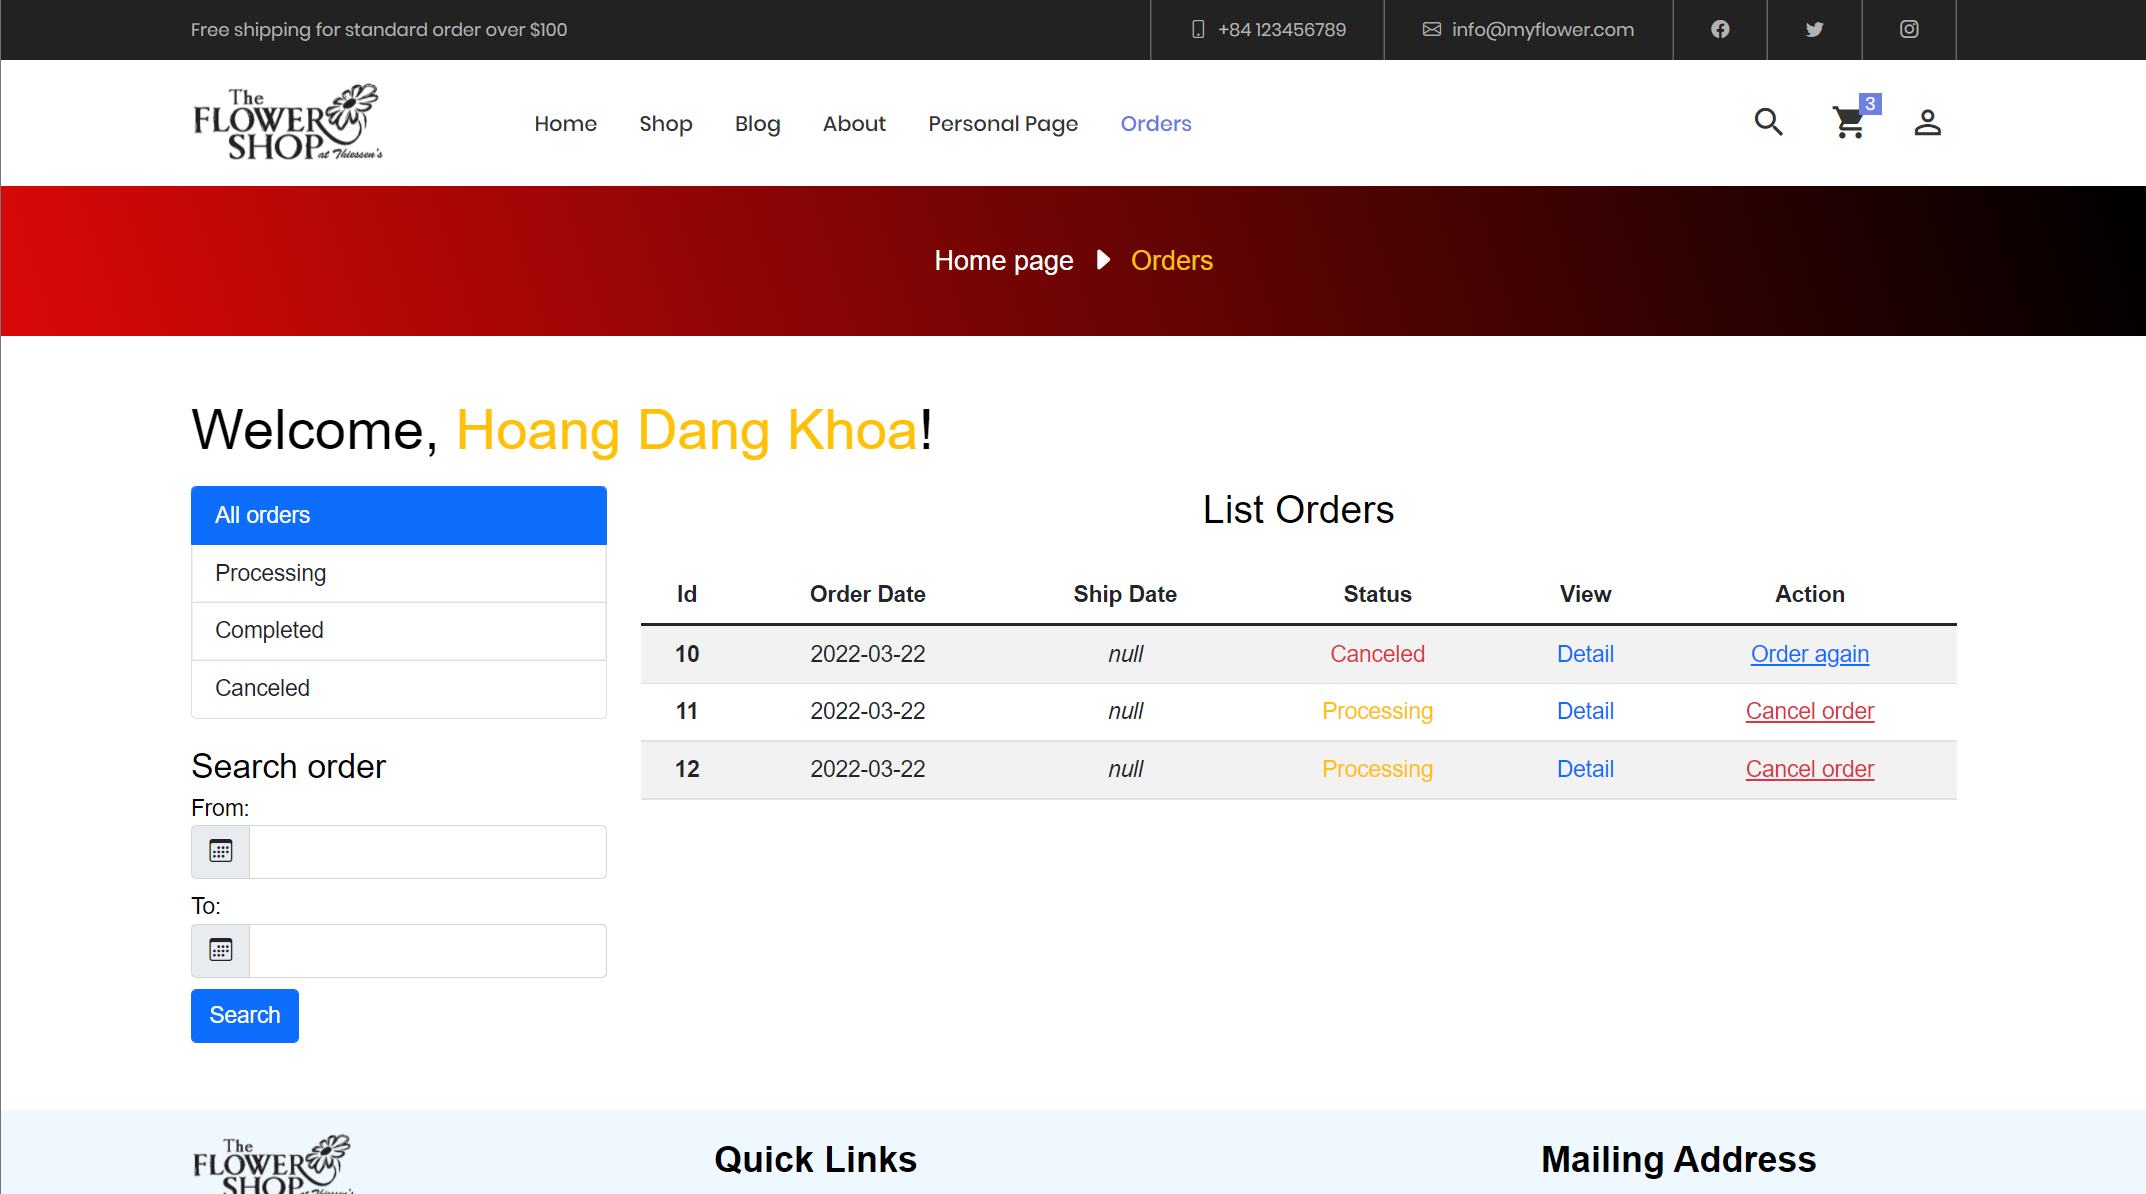 Free shipping for standard order over $100
+84 123456789
info@myflower.com
The
FLOWER
SHOP at Thiessen's
Home
Shop
Blog
About
Personal Page
Orders
3
Home page
Orders
Welcome, Hoang Dang Khoa!
All orders
Processing
Completed
Canceled
Search order
From:
To:
Search
List Orders
Id Order Date Ship Date Status View Action
10 2022-03-22 null Canceled Detail Order again
11 2022-03-22 null Processing Detail Cancel order
12 2022-03-22 null Processing Detail Cancel order
The
FLOWER
SHOP at Thiessen's
Quick Links
Mailing Address